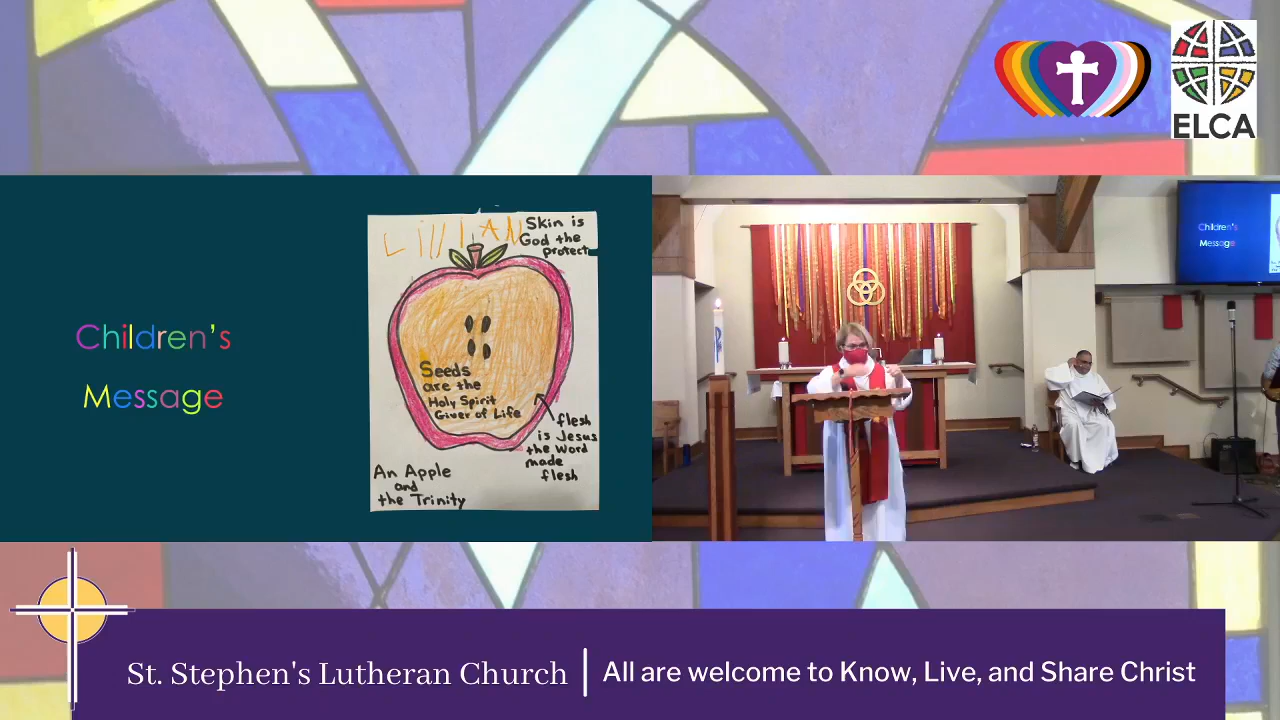 ELCA
Children's
Message
LillIAN
Skin is
God the
protect
Seeds
are the
Holy Spirit
Giver of Life
flesh
is Jesus
the Word
made
flesh
An Apple
and
the Trinity
Children's
Message
St. Stephen's Lutheran Church | All are welcome to Know, Live, and Share Christ